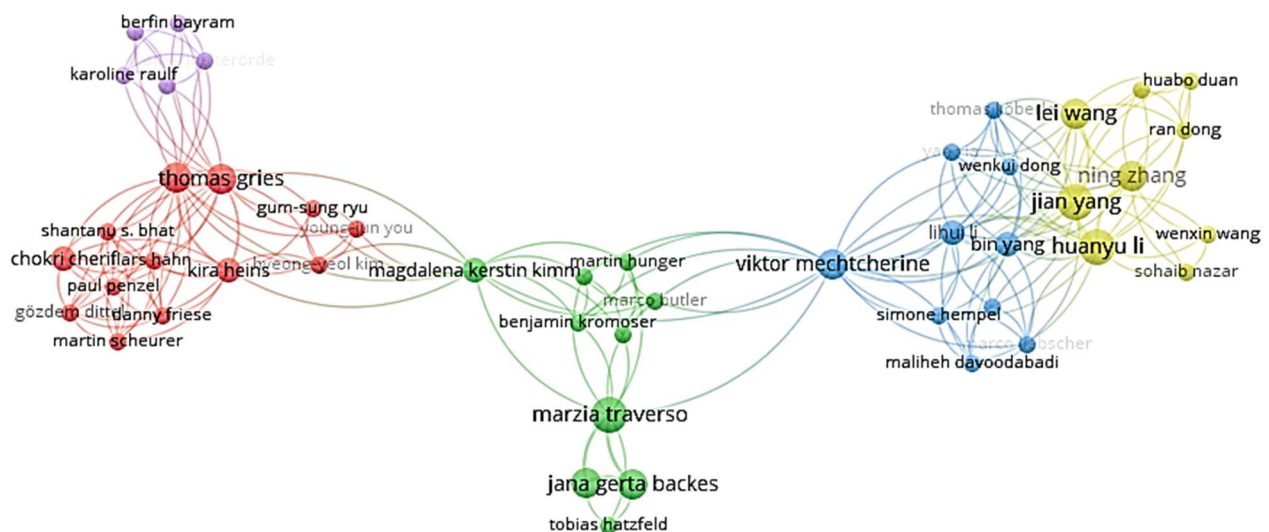 berfin bayram
karoline raulf
thomas gries
gum-sung ryu
shantanu s. bhat
chokri cherif
lars hahn
kira heins
paul penzel
gözdem dittel
danny friese
martin scheurer
magdalena kerstin kimm
martin hunger
marco butler
benjamin kromoser
marzia traverso
jana gerta backes
tobias hatzfeld
viktor mechtcherine
lei wang
huabo duan
ran dong
wenkui dong
ning zhang
jian yang
lihui li
bin yang
huanyu li
wenxin wang
sohaib nazar
simone hempel
maliheh davoodabadi